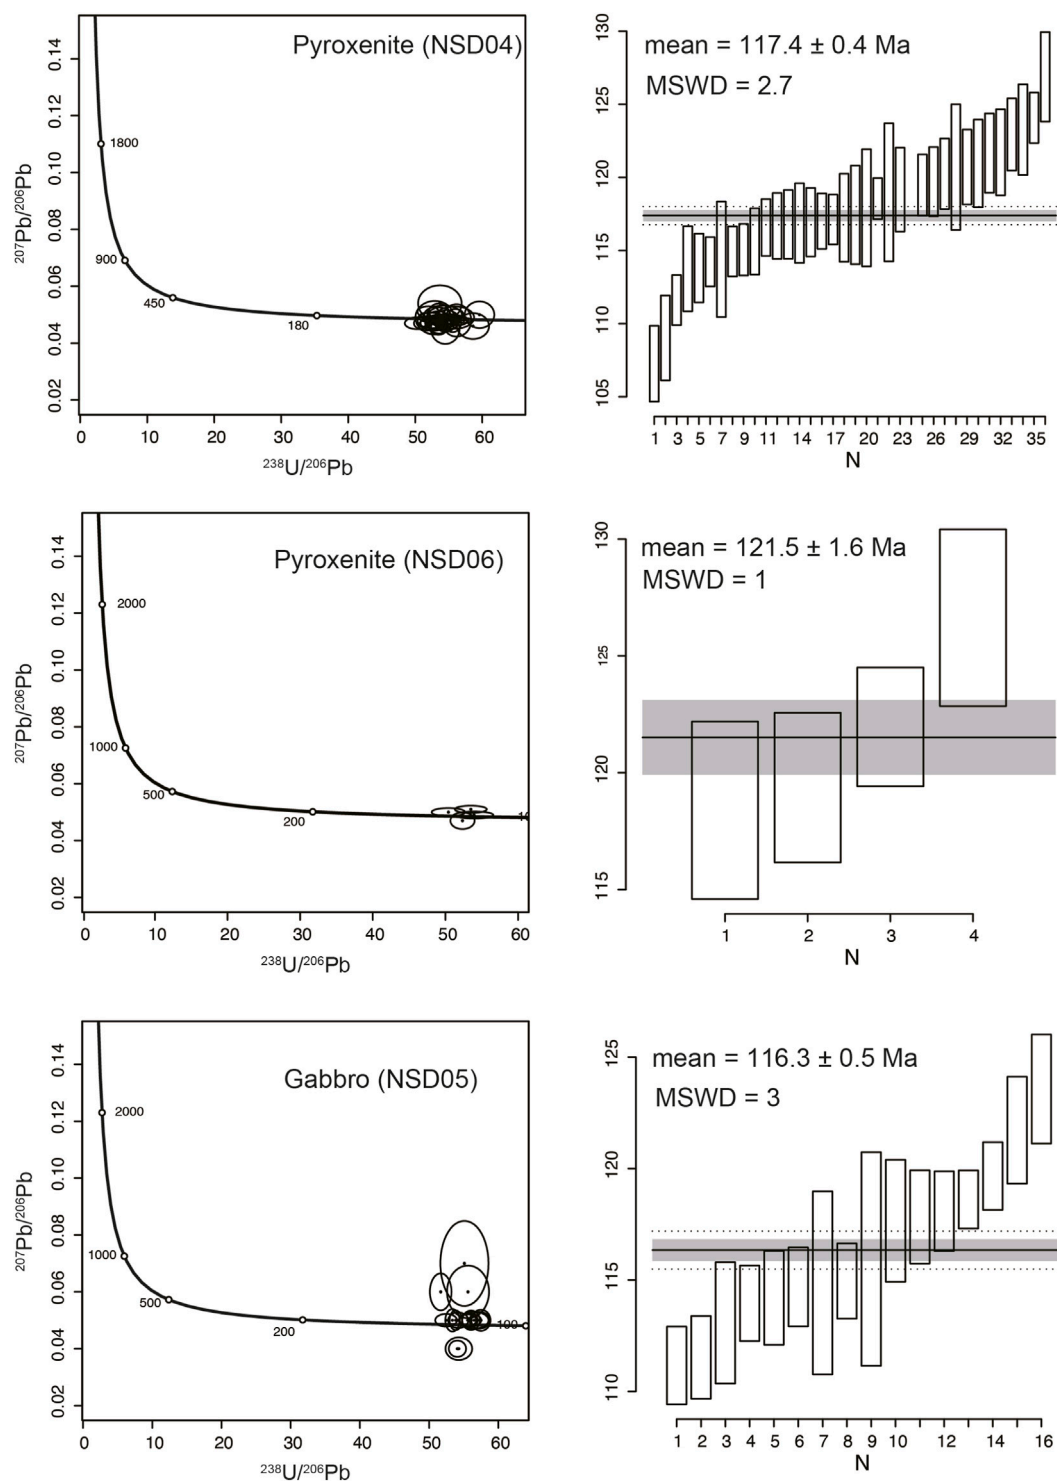 Pyroxenite (NSD04)
0.14
0.12
0.10
0.08
0.06
0.04
0.02
207Pb/206Pb
1800
900
450
180
0 10 20 30 40 50 60
238U/206Pb
mean = 117.4 ± 0.4 Ma
MSWD = 2.7
130
125
120
115
110
105
1 3 5 7 9 11 14 17 20 23 26 29 32 35
N
Pyroxenite (NSD06)
0.14
0.12
0.10
0.08
0.06
0.04
0.02
207Pb/206Pb
2000
1000
500
200
0 10 20 30 40 50 60
238U/206Pb
mean = 121.5 ± 1.6 Ma
MSWD = 1
130
125
120
115
1 2 3 4
N
Gabbro (NSD05)
0.14
0.12
0.10
0.08
0.06
0.04
0.02
207Pb/206Pb
2000
1000
500
200
100
0 10 20 30 40 50 60
238U/206Pb
mean = 116.3 ± 0.5 Ma
MSWD = 3
125
120
115
110
1 2 3 4 5 6 7 8 9 10 12 14 16
N